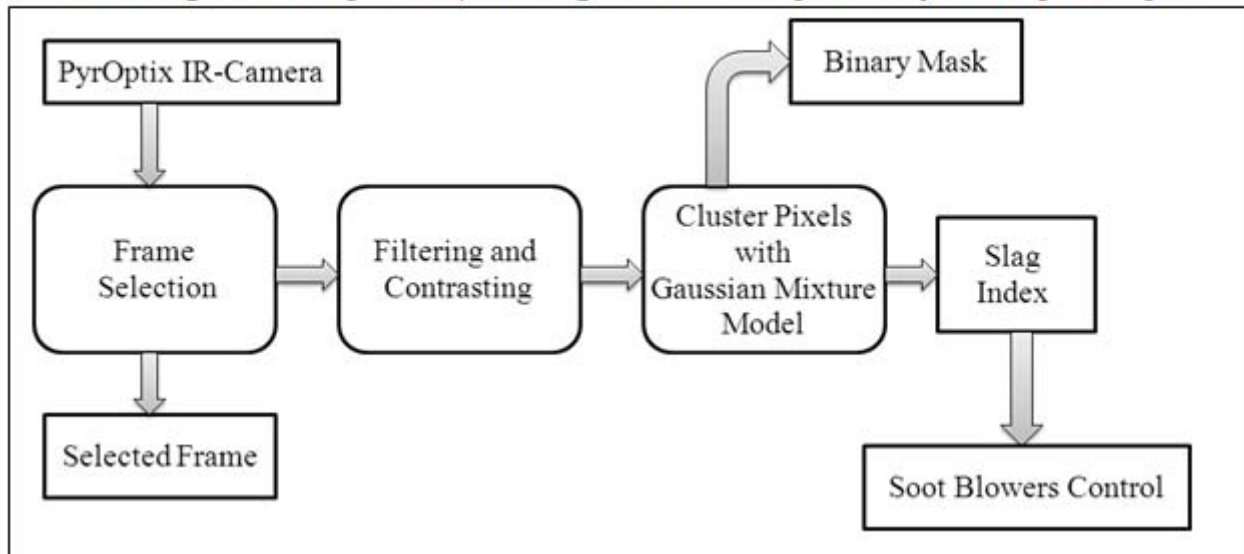 PyrOptix IR-Camera
Binary Mask
Frame
Selection
Filtering and
Contrasting
Cluster Pixels
with
Gaussian Mixture
Model
Slag
Index
Selected Frame
Soot Blowers Control